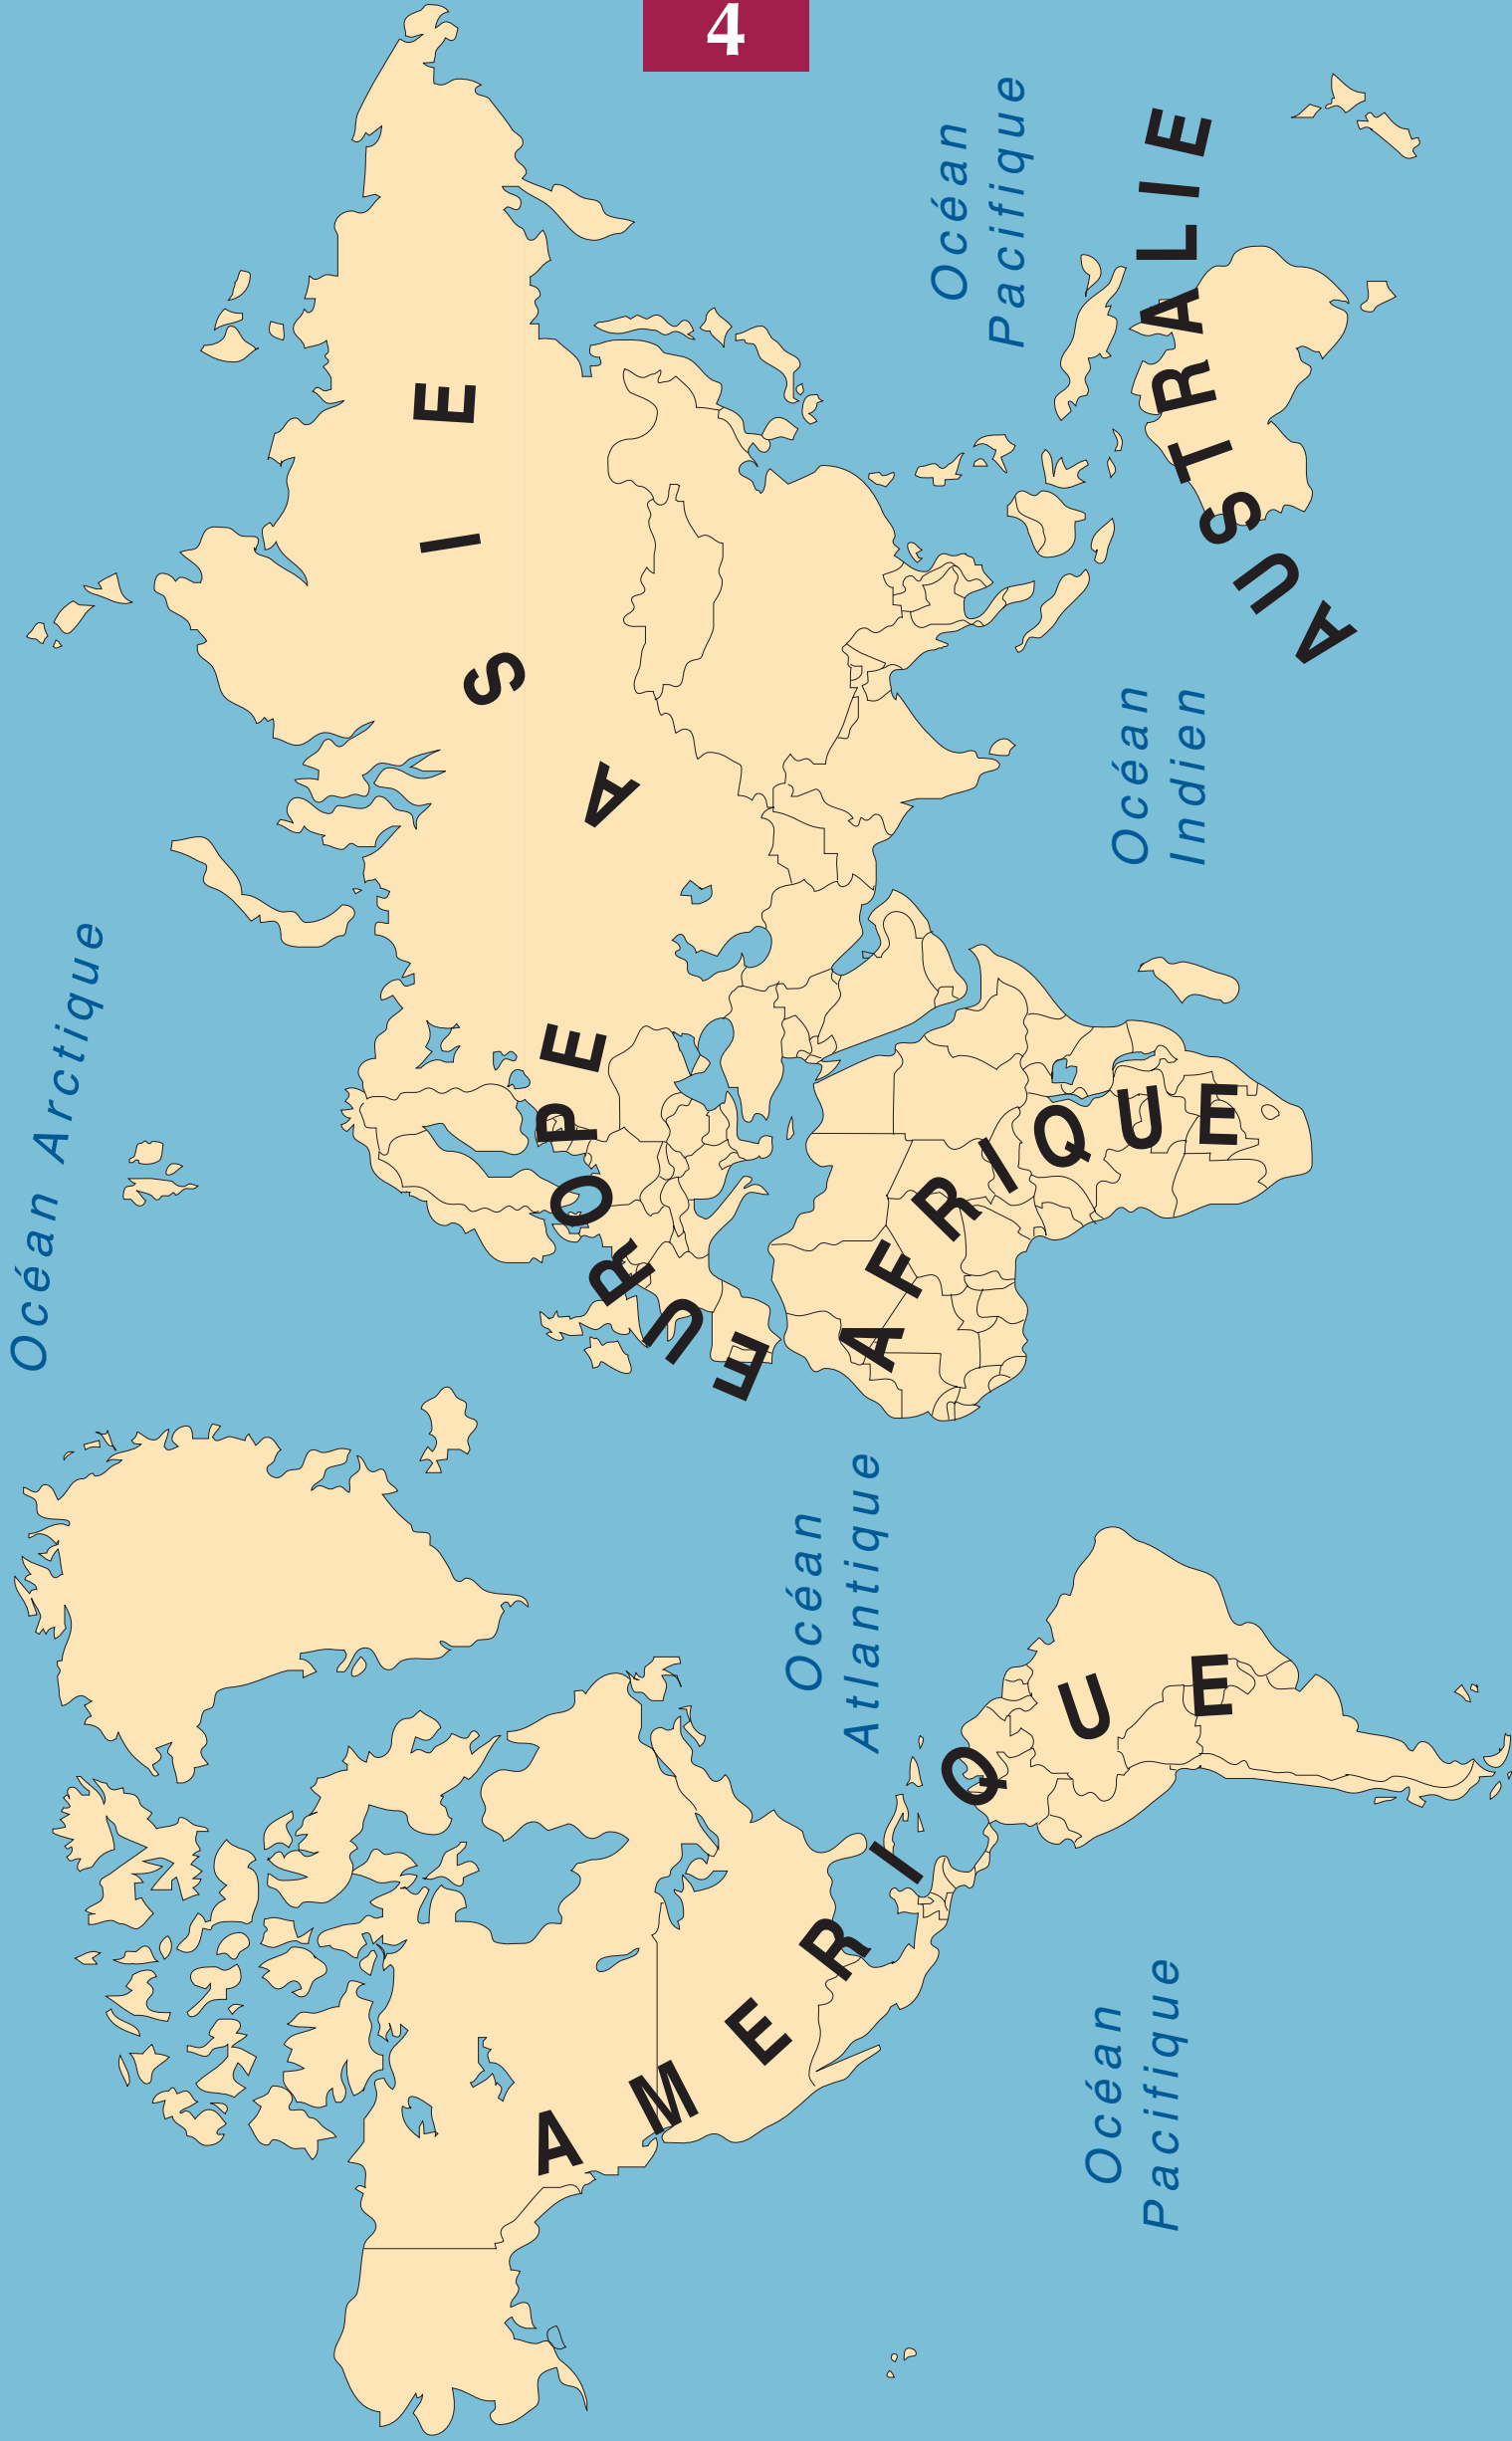 4
Océan Arctique
AMERIQUE
EUROPE
ASIE
Océan
Atlantique
AFRIQUE
Océan
Pacifique
Océan
Pacifique
Océan
Indien
AUSTRALIE